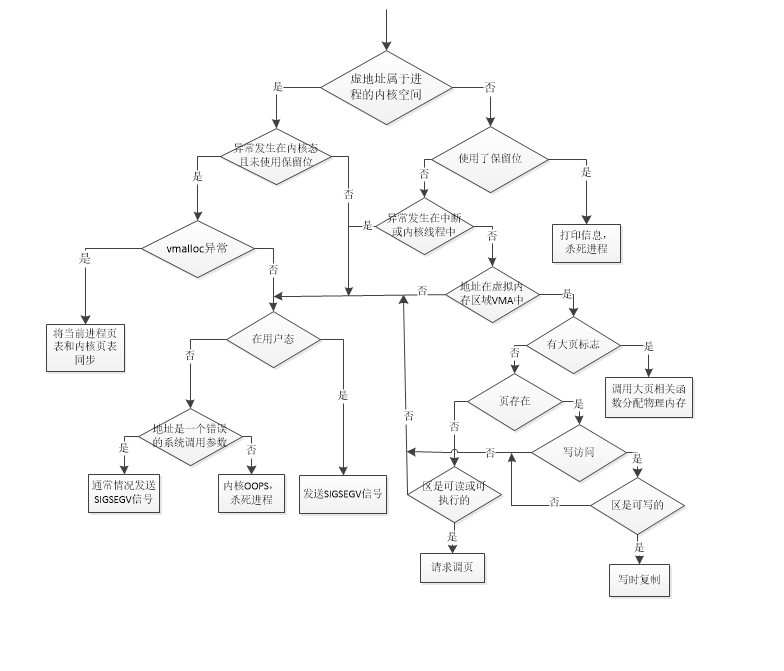 虚地址属于进
程的内核空间
是
否
异常发生在内核态
且未使用保留位
使用了保留位
是
否
否
是
异常发生在中断
或内核线程中
是
否
打印信息,
杀死进程
vmalloc异常
是
否
地址在虚拟内
存区域VMA中
否
是
将当前进程页
表和内核页表
同步
在用户态
有大页标志
否
是
否
是
调用大页相关函
数分配物理内存
页存在
是
否
否
地址是一个错误
的系统调用参数
写访问
是
否
否
是
通常情况发送
SIGSEGV信号
内核OOPS,
杀死进程
发送SIGSEGV信号
区是可读或可
执行的
区是可写的
否
是
是
请求调页
写时复制